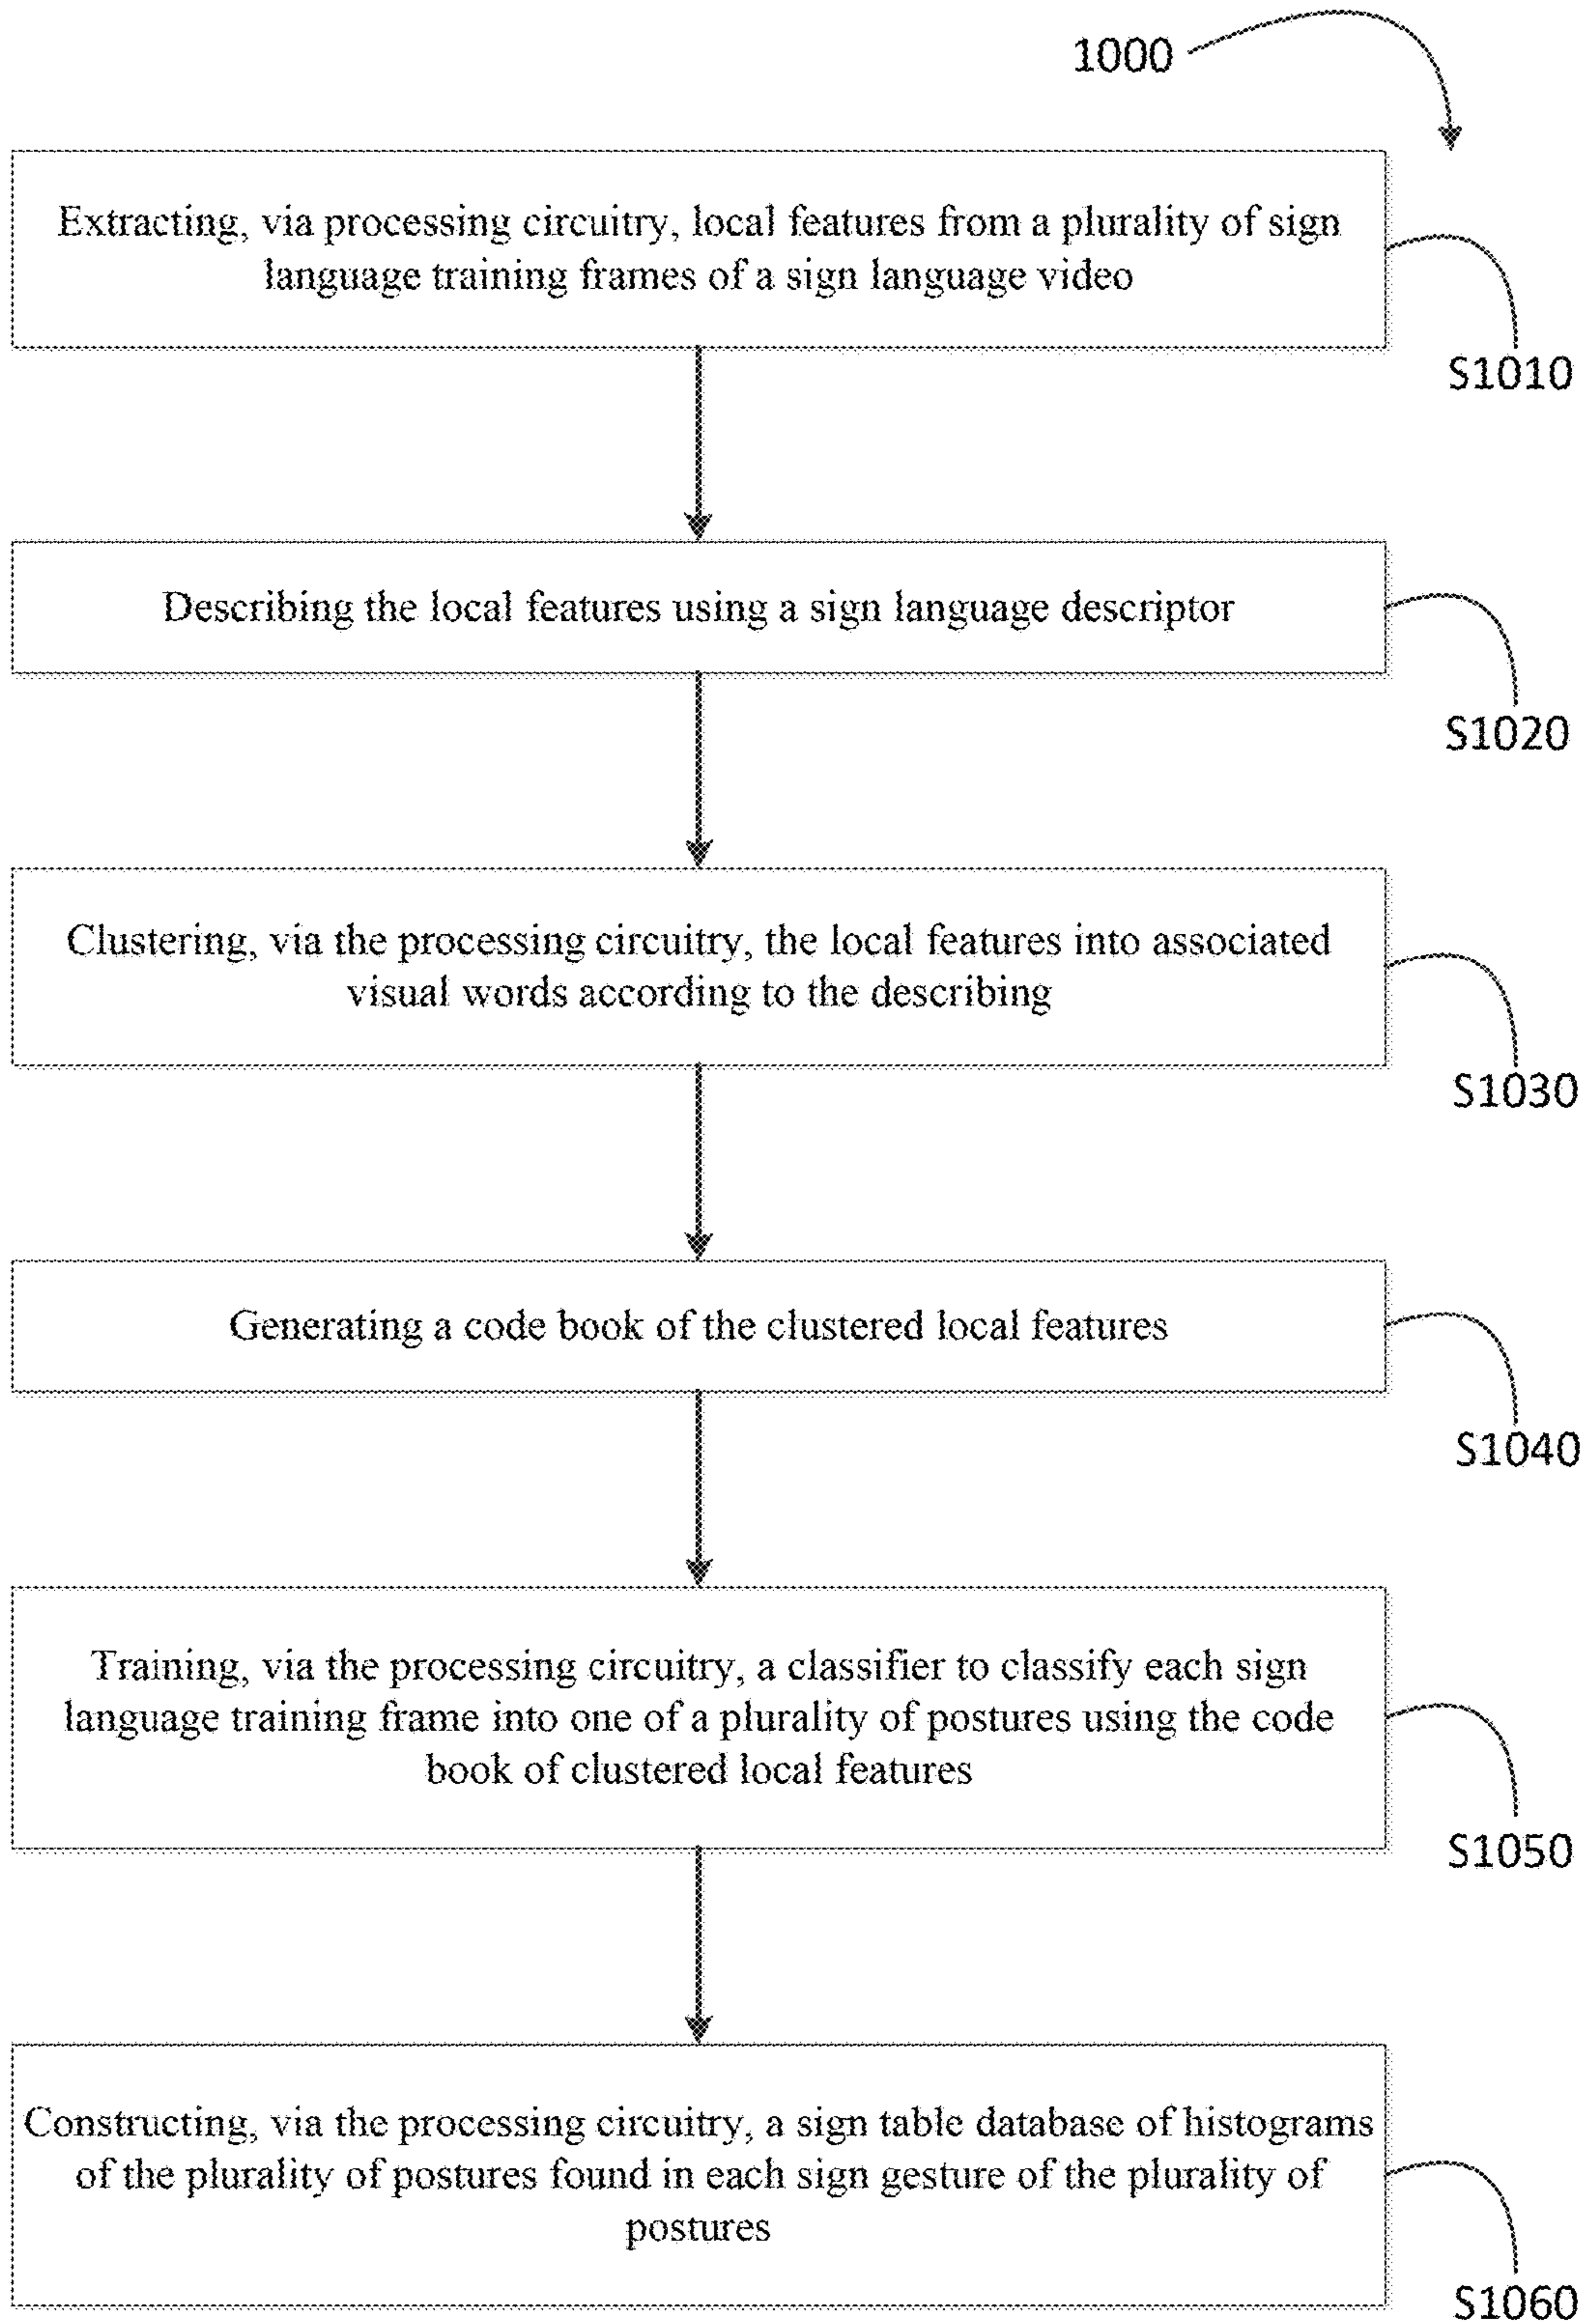 1000
Extracting, via processing circuitry, local features from a plurality of sign
language training frames of a sign language video
S1010
Describing the local features using a sign language descriptor
S1020
Clustering, via the processing circuitry, the local features into associated
visual words according to the describing
S1030
Generating a code book of the clustered local features
S1040
Training, via the processing circuitry, a classifier to classify each sign
language training frame into one of a plurality of postures using the code
book of clustered local features
S1050
Constructing, via the processing circuitry, a sign table database of histograms
of the plurality of postures found in each sign gesture of the plurality of
postures
S1060